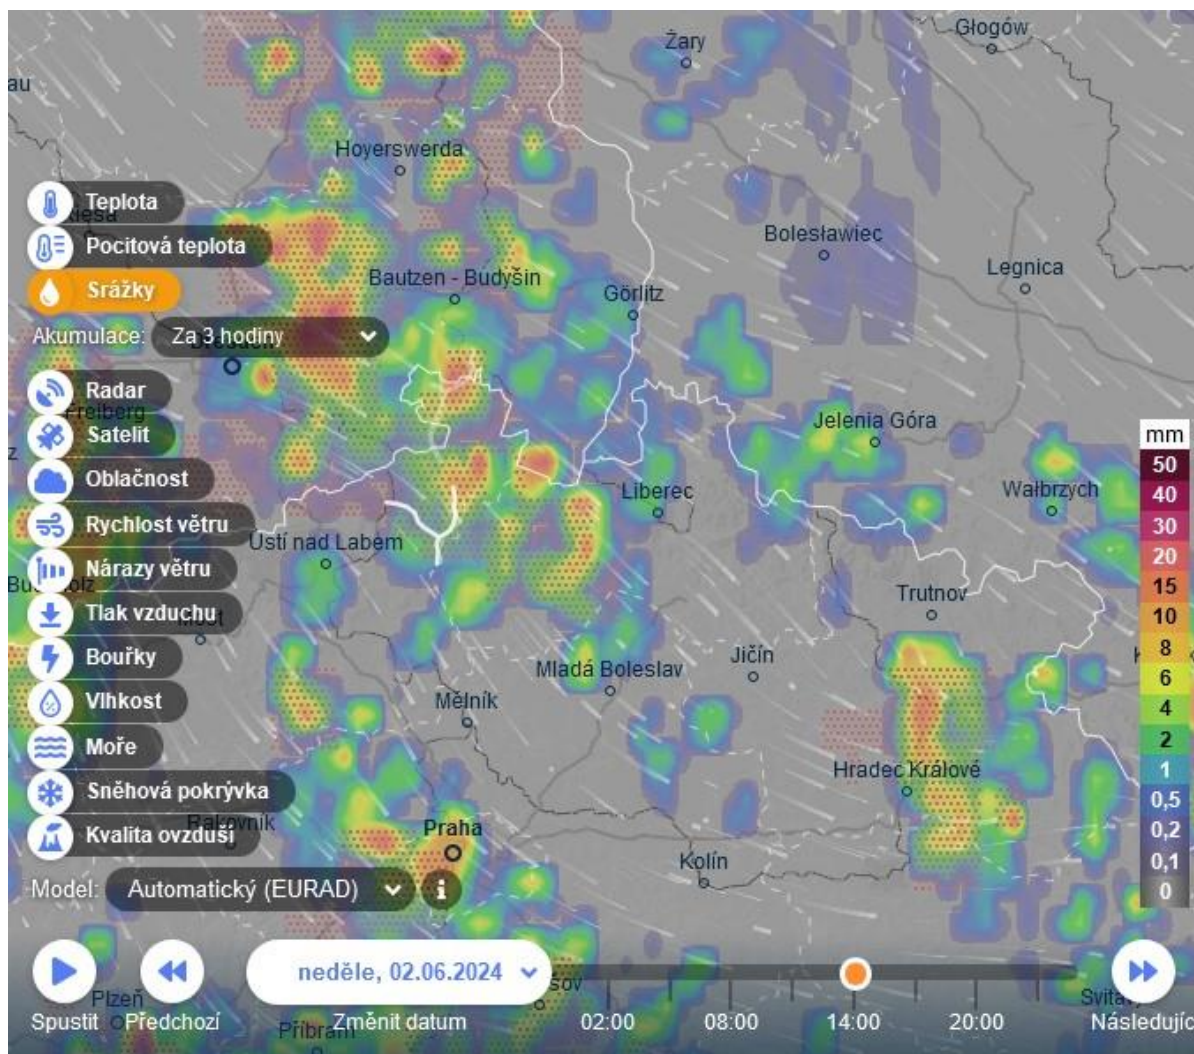 Głogów
Żary
au
Hoyerswerda
Teplota
Pocitová teplota
Bolesławiec
Srážky
Bautzen - Budyšin
Legnica
Görlitz
Akumulace: Za 3 hodiny
Radar
Freiberg
Satelit
Jelenia Góra
mm
z
Oblačnost
50
Liberec
Wałbrzych
40
Rychlost větru
30
Ústí nad Labem
20
Nárazy větru
15
Tlak vzduchu
Trutnov
10
Bouřky
8
Mladá Boleslav
Jičín
6
Vlhkost
Mělník
4
Moře
2
Hradec Králové
1
Sněhová pokrývka
0,5
Rakovník
Praha
0,2
Kvalita ovzduší
Kolín
0,1
Model: Automatický (EURAD) i
0
neděle, 02.06.2024
Plzeň
Spustit Předchozí Změnit datum 02:00 08:00 14:00 20:00 Následujíc
Příbram